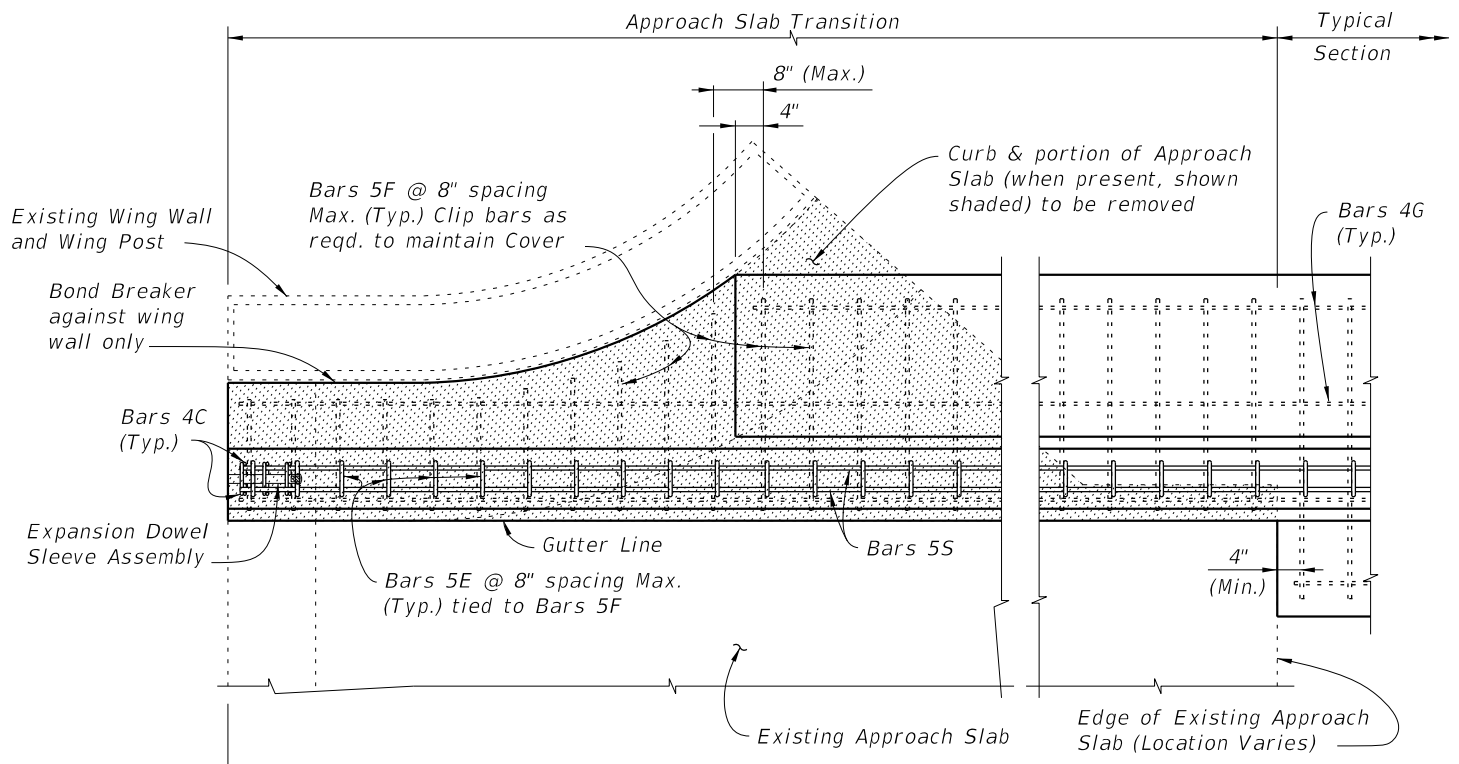 Approach Slab Transition
Typical
Section
8" (Max.)
4"
Curb & portion of Approach
Slab (when present, shown
shaded) to be removed
Bars 5F @ 8" spacing
Max. (Typ.) Clip bars as
reqd. to maintain Cover
Existing Wing Wall
and Wing Post
Bars 4G
(Typ.)
Bond Breaker
against wing
wall only
Bars 4C
(Typ.)
Expansion Dowel
Sleeve Assembly
Gutter Line
Bars 5S
4"
(Min.)
Bars 5E @ 8" spacing Max.
(Typ.) tied to Bars 5F
Existing Approach Slab
Edge of Existing Approach
Slab (Location Varies)